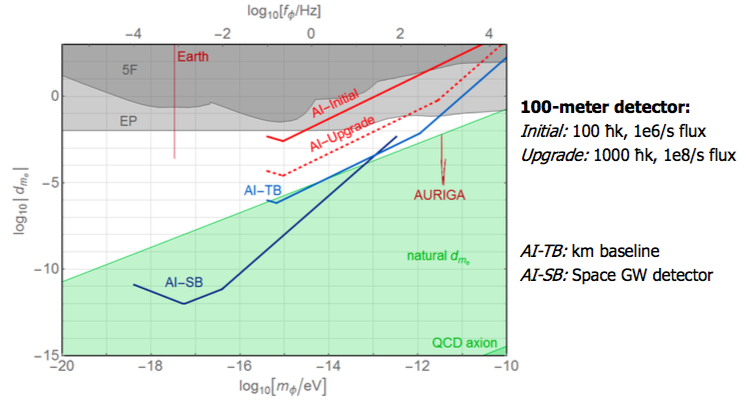 log₁₀[fᵩ/Hz]
−4 −2 0 2 4
Earth
5F
AI−Initial
EP
AI−Upgrade
AI−TB
AURIGA
natural dₘₑ
AI−SB
QCD axion
0
−5
−10
−15
log₁₀|dₘₑ|
−20 −18 −16 −14 −12 −10
log₁₀[mᵩ/eV]
100-meter detector:
Initial: 100 ħk, 1e6/s flux
Upgrade: 1000 ħk, 1e8/s flux
AI-TB: km baseline
AI-SB: Space GW detector